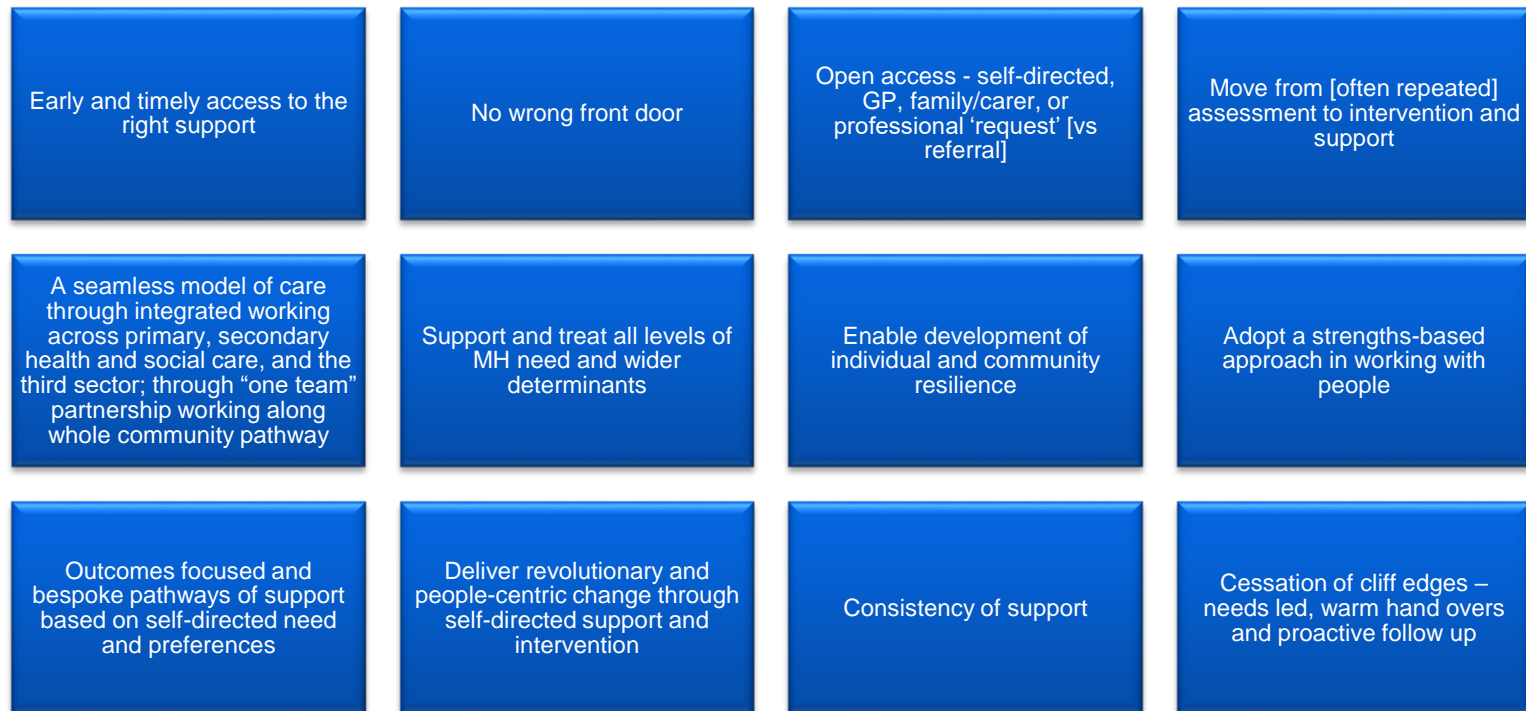 Early and timely access to the
right support
No wrong front door
Open access - self-directed,
GP, family/carer, or
professional ‘request’ [vs
referral]
Move from [often repeated]
assessment to intervention and
support
A seamless model of care
through integrated working
across primary, secondary
health and social care, and the
third sector; through “one team”
partnership working along
whole community pathway
Support and treat all levels of
MH need and wider
determinants
Enable development of
individual and community
resilience
Adopt a strengths-based
approach in working with
people
Outcomes focused and
bespoke pathways of support
based on self-directed need
and preferences
Deliver revolutionary and
people-centric change through
self-directed support and
intervention
Consistency of support
Cessation of cliff edges –
needs led, warm hand overs
and proactive follow up